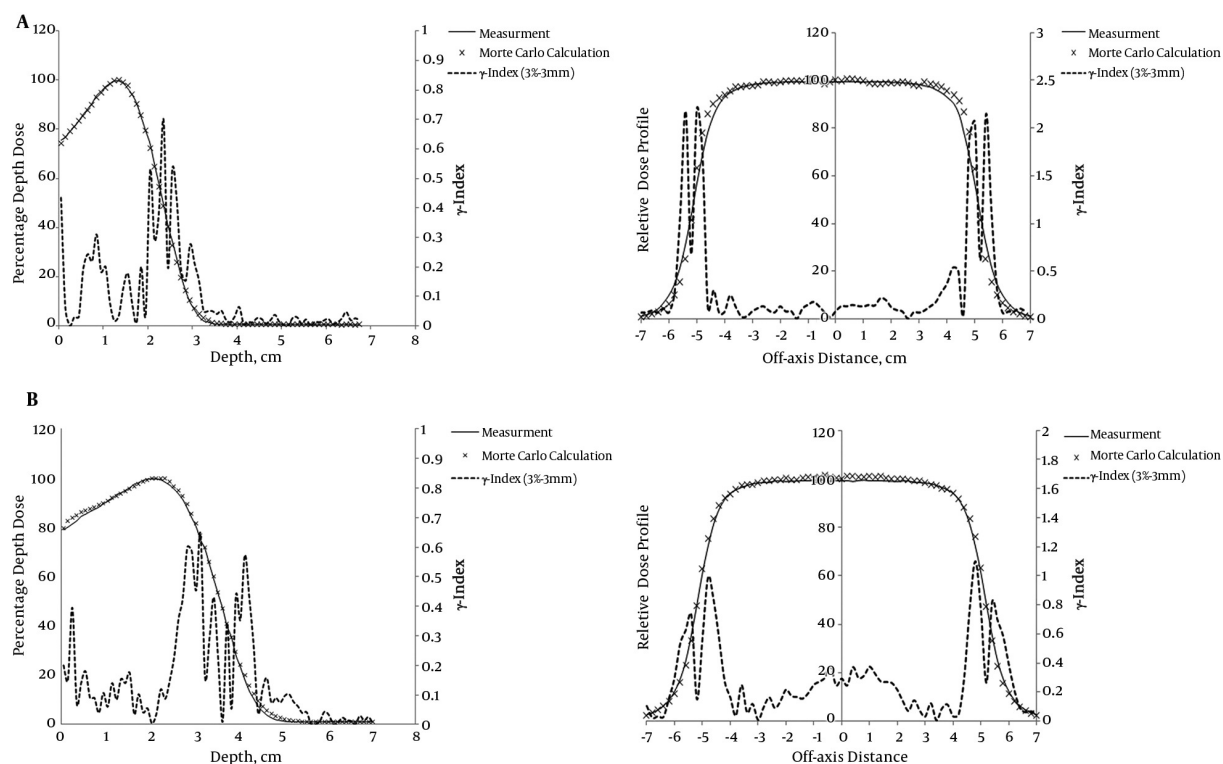 A
120
100
80
60
40
20
0
Percentage Depth Dose
0 1 2 3 4 5 6 7 8
Depth, cm
1
0.9
0.8
0.7
0.6
0.5
0.4
0.3
0.2
0.1
0
γ-Index
Measurment
Morte Carlo Calculation
γ-Index (3%-3mm)
120
100
80
60
40
20
0
Reletive Dose Profile
-7 -6 -5 -4 -3 -2 -1 0 1 2 3 4 5 6 7
Off-axis Distance, cm
3
2.5
2
1.5
1
0.5
0
γ-Index
Measurment
Morte Carlo Calculation
γ-Index (3%-3mm)
B
120
100
80
60
40
20
0
Percentage Depth Dose
0 1 2 3 4 5 6 7 8
Depth, cm
1
0.9
0.8
0.7
0.6
0.5
0.4
0.3
0.2
0.1
0
γ-Index
Measurment
Morte Carlo Calculation
γ-Index (3%-3mm)
120
100
80
60
40
20
0
Reletive Dose Profile
-7 -6 -5 -4 -3 -2 -1 0 1 2 3 4 5 6 7
Off-axis Distance
2
1.8
1.6
1.4
1.2
1
0.8
0.6
0.4
0.2
0
γ-Index
Measurment
Morte Carlo Calculation
γ-Index (3%-3mm)